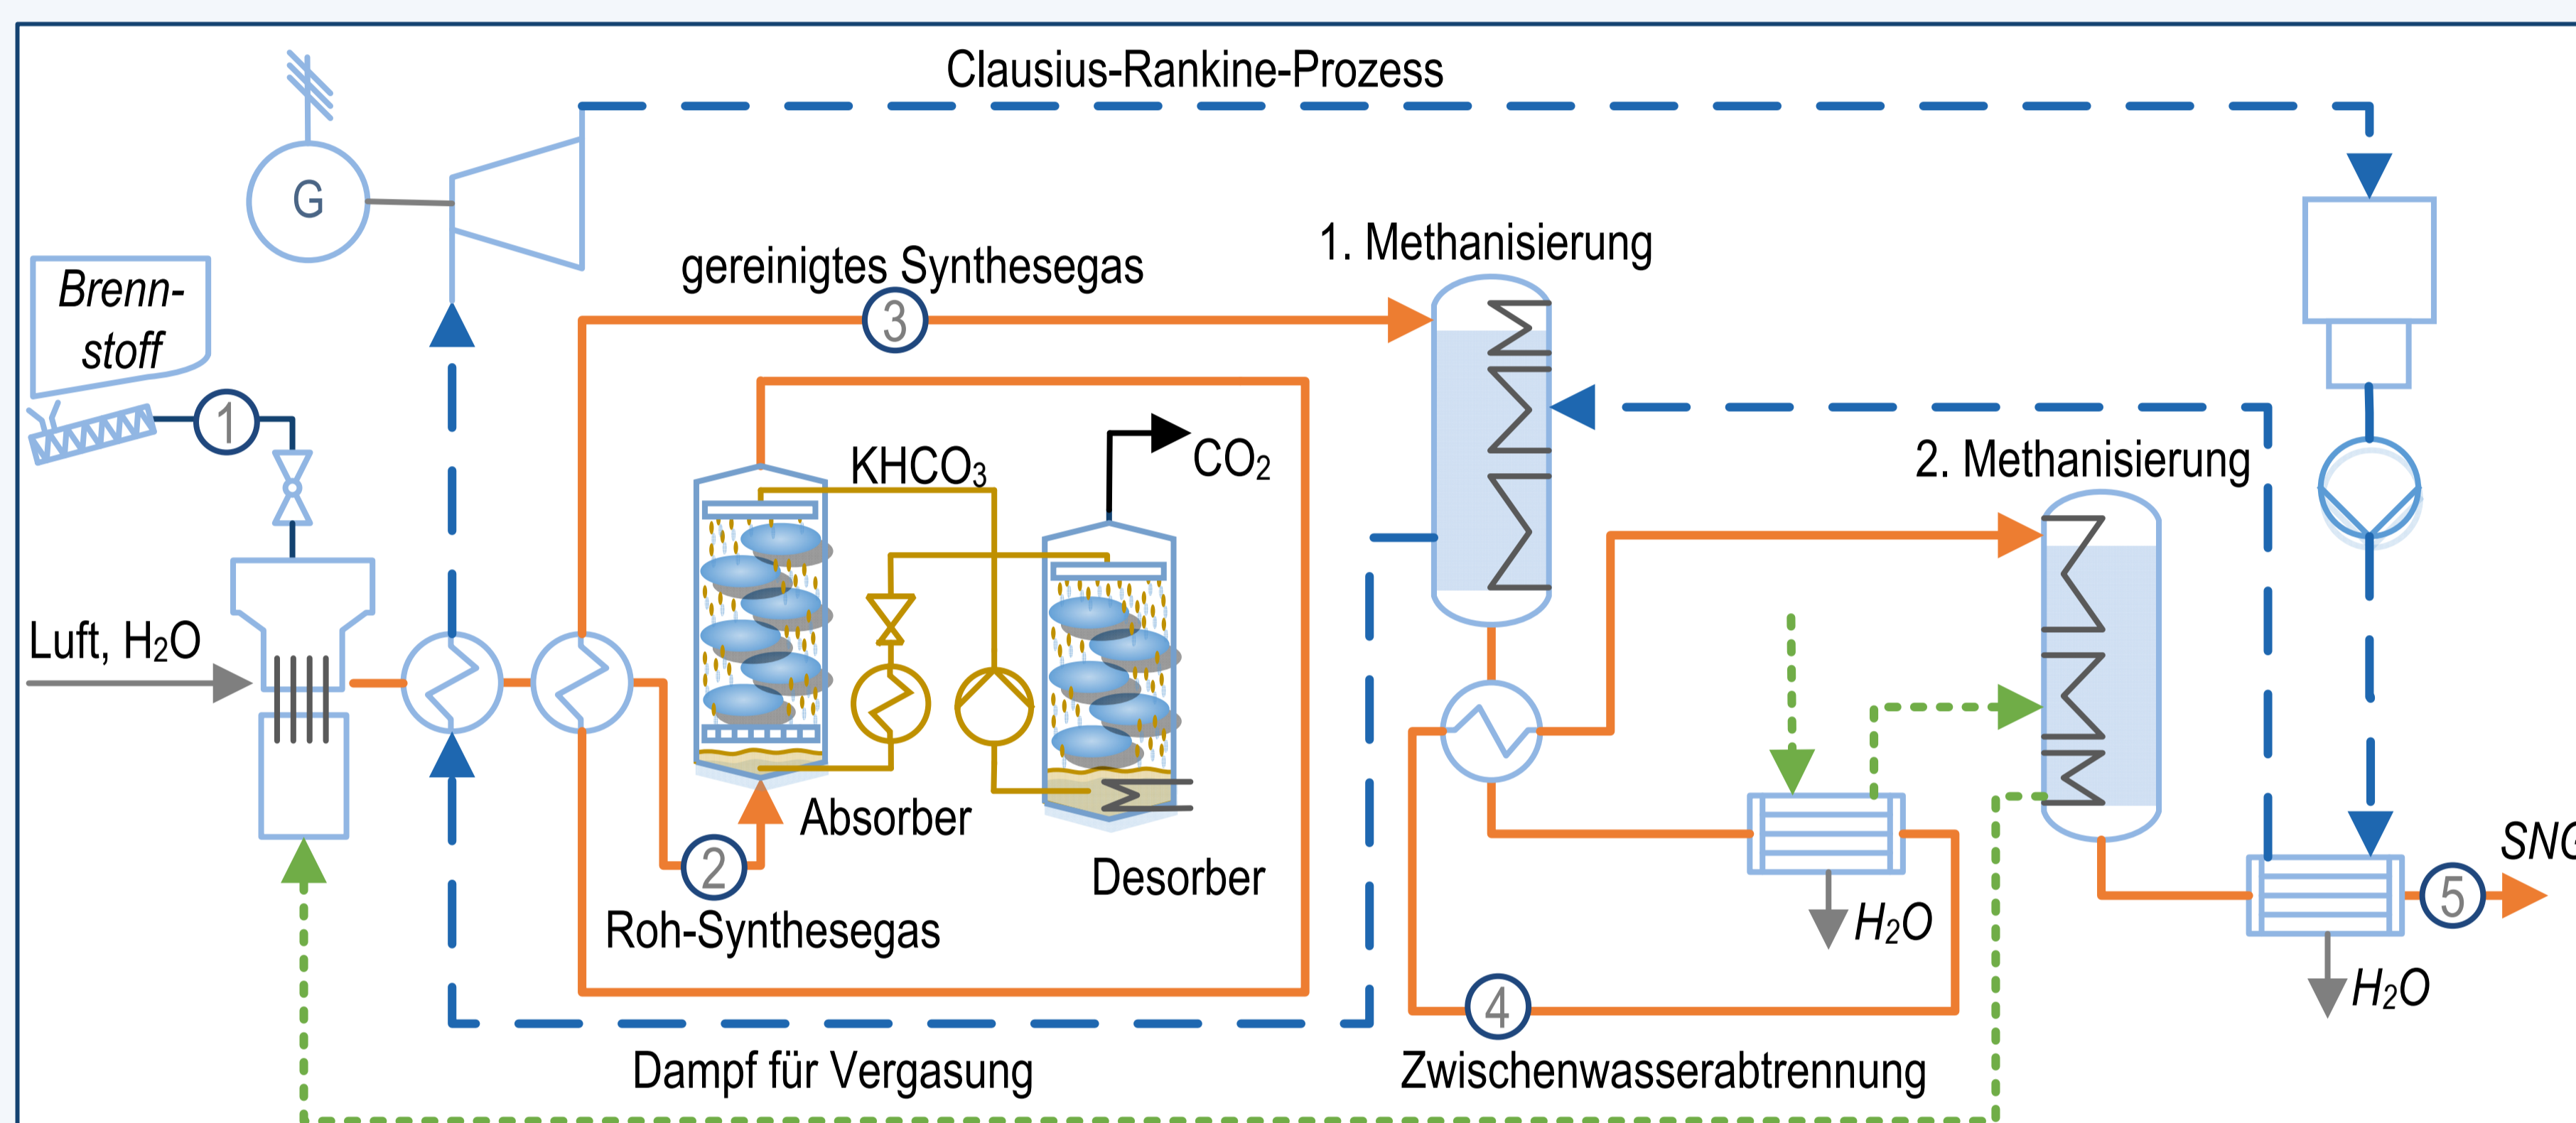 Clausius-Rankine-Prozess
G
Brenn-
stoff
1
gereinigtes Synthesegas
3
1. Methanisierung
2. Methanisierung
KHCO₃
CO₂
Luft, H₂O
Absorber
Desorber
2
Roh-Synthesegas
H₂O
5
H₂O
4
Dampf für Vergasung
Zwischenwasserabtrennung